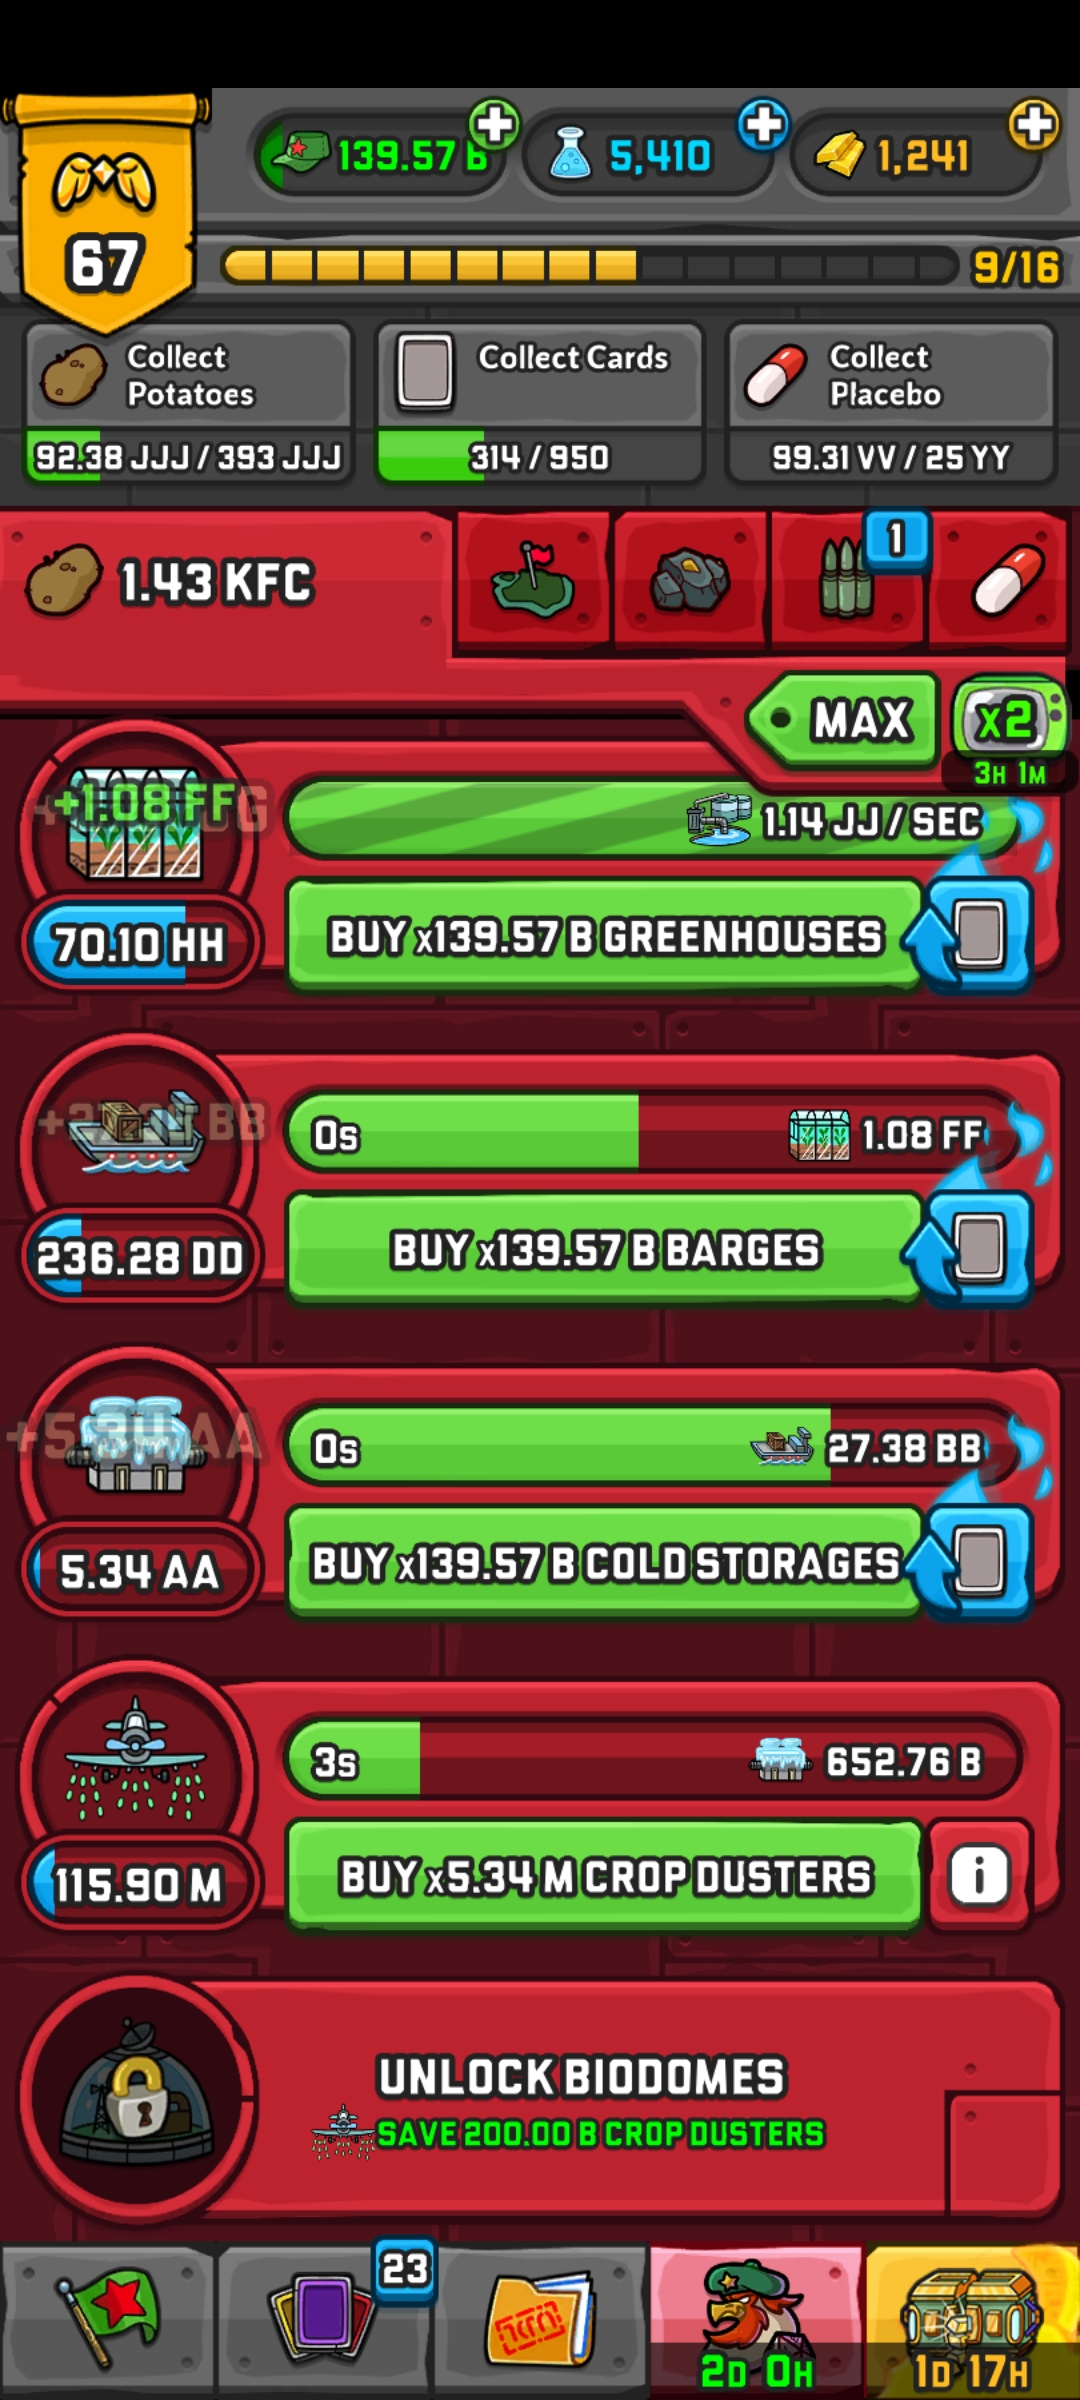 67
139.57 B
5,410
1,241
9/16
Collect Potatoes
92.38 JJJ / 393 JJJ
Collect Cards
314 / 950
Collect Placebo
99.31 VV / 25 YY
1.43 KFC
1
MAX
x2
3H 1M
+1.08 FF
1.14 JJ / SEC
70.10 HH
BUY x139.57 B GREENHOUSES
0s
1.08 FF
236.28 DD
BUY x139.57 B BARGES
+5.34 AA
0s
27.38 BB
5.34 AA
BUY x139.57 B COLD STORAGES
3s
652.76 B
115.90 M
BUY x5.34 M CROP DUSTERS
i
UNLOCK BIODOMES
SAVE 200.00 B CROP DUSTERS
23
2D 0H
1D 17H